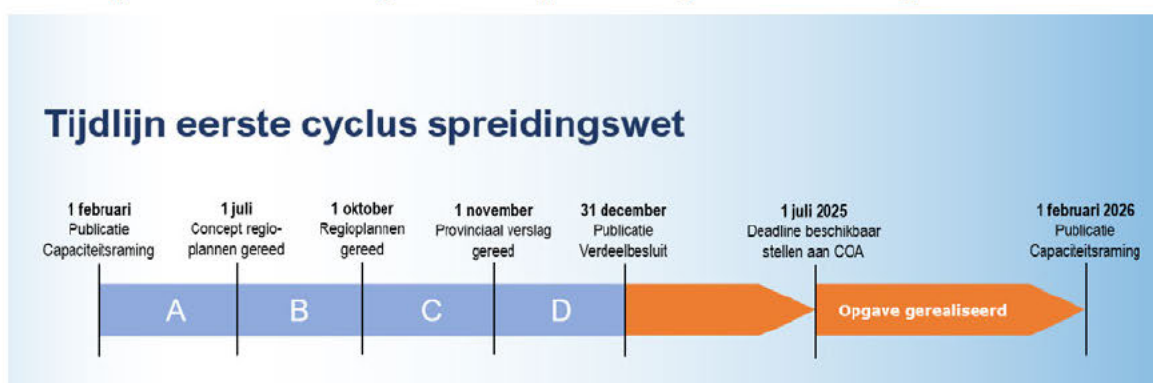 Tijdlijn eerste cyclus spreidingswet
1 februari
Publicatie
Capaciteitsraming
1 juli
Concept regio-
plannen gereed
1 oktober
Regioplannen
gereed
1 november
Provinciaal verslag
gereed
31 december
Publicatie
Verdeelbesluit
1 juli 2025
Deadline beschikbaar
stellen aan COA
1 februari 2026
Publicatie
Capaciteitsraming
A
B
C
D
Opgave gerealiseerd